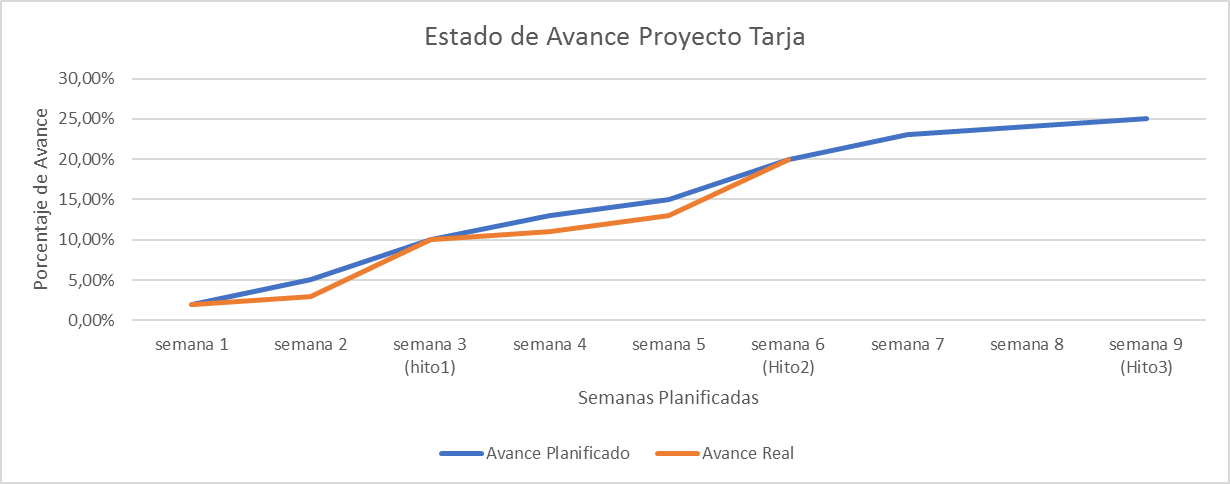 Estado de Avance Proyecto Tarja
Porcentaje de Avance
30,00%
25,00%
20,00%
15,00%
10,00%
5,00%
0,00%
semana 1
semana 2
semana 3
(hito1)
semana 4
semana 5
semana 6
(Hito2)
semana 7
semana 8
semana 9
(Hito3)
Semanas Planificadas
Avance Planificado
Avance Real